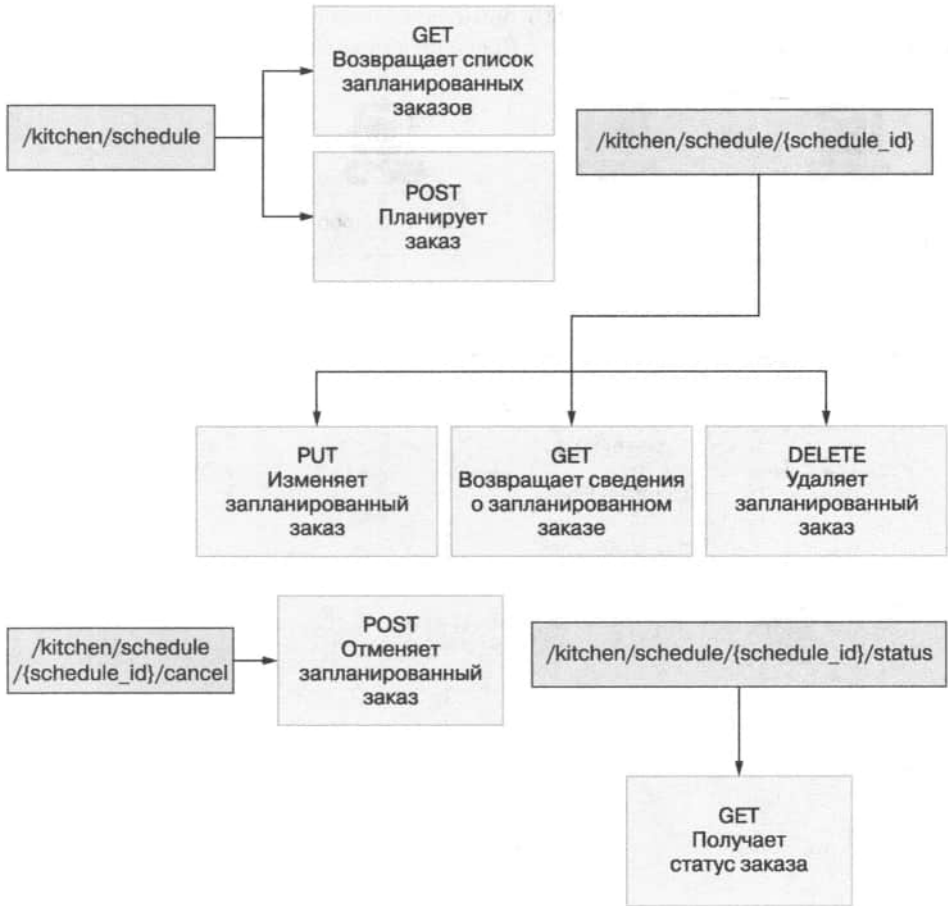 GET
Возвращает список
запланированных
заказов
/kitchen/schedule
POST
Планирует
заказ
/kitchen/schedule/{schedule_id}
PUT
Изменяет
запланированный
заказ
GET
Возвращает сведения
о запланированном
заказе
DELETE
Удаляет
запланированный
заказ
/kitchen/schedule
/{schedule_id}/cancel
POST
Отменяет
запланированный
заказ
/kitchen/schedule/{schedule_id}/status
GET
Получает
статус заказа